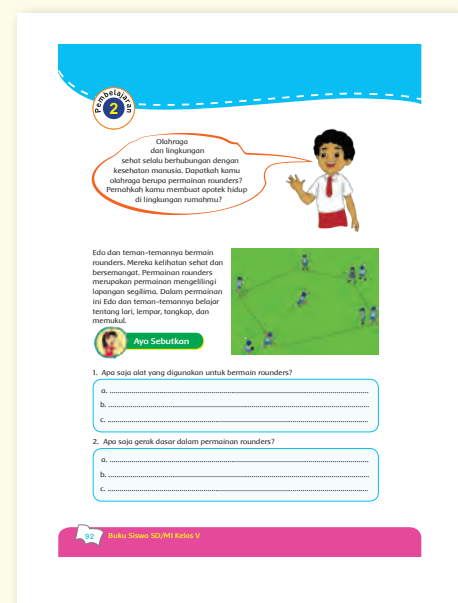 Pembelajaran
2
Olahraga
dan lingkungan
sehat selalu berhubungan dengan
kesehatan manusia. Dapatkah kamu
olahraga berupa permainan rounders?
Pernahkah kamu membuat apotek hidup
di lingkungan rumahmu?
Edo dan teman-temannya bermain
rounders. Mereka kelihatan sehat dan
bersemangat. Permainan rounders
merupakan permainan mengelilingi
lapangan segilima. Dalam permainan
ini Edo dan teman-temannya belajar
tentang lari, lempar, tangkap, dan
memukul.
Ayo Sebutkan
1. Apa saja alat yang digunakan untuk bermain rounders?
a.
b.
c.
2. Apa saja gerak dasar dalam permainan rounders?
a.
b.
c.
92 Buku Siswa SD/MI Kelas V